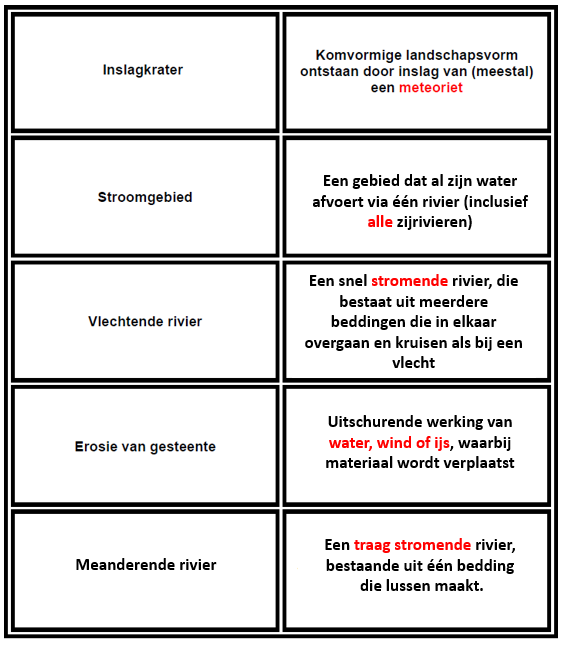 Inslagkrater
Komvormige landschapsvorm
ontstaan door inslag van (meestal)
een meteoriet
Stroomgebied
Een gebied dat al zijn water
afvoert via één rivier (inclusief
alle zijrivieren)
Vlechtende rivier
Een snel stromende rivier, die
bestaat uit meerdere
beddingen die in elkaar
overgaan en kruisen als bij een
vlecht
Erosie van gesteente
Uitschurende werking van
water, wind of ijs, waarbij
materiaal wordt verplaatst
Meanderende rivier
Een traag stromende rivier,
bestaande uit één bedding
die lussen maakt.